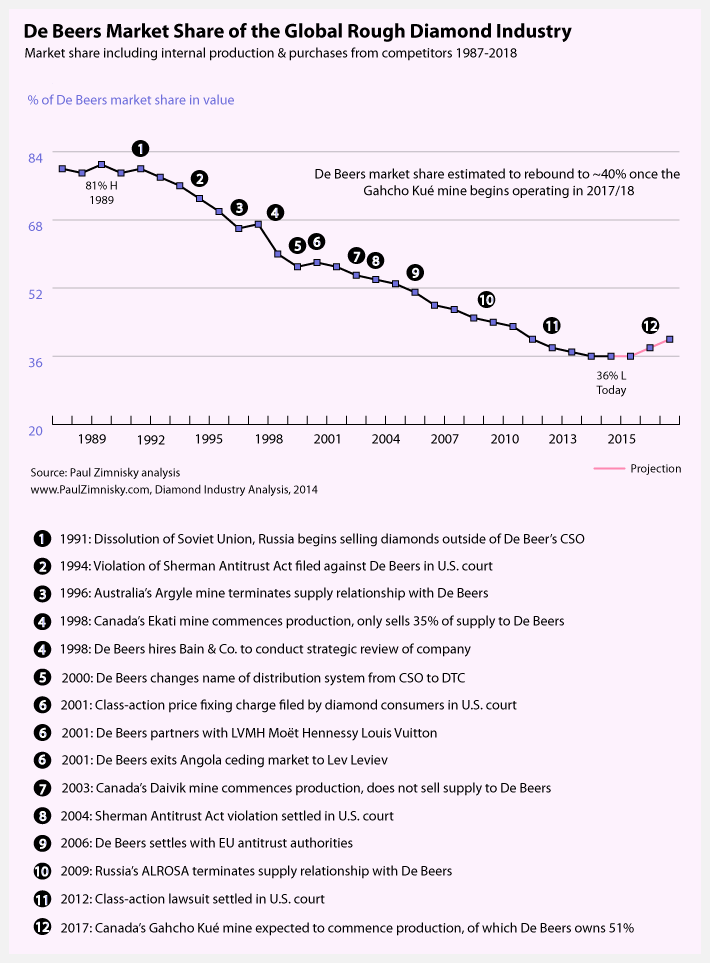 De Beers Market Share of the Global Rough Diamond Industry
Market share including internal production & purchases from competitors 1987-2018
% of De Beers market share in value
84
68
52
36
20
1
2
3
4
5
6
7
8
9
10
11
12
81% H
1989
De Beers market share estimated to rebound to ~40% once the
Gahcho Kué mine begins operating in 2017/18
36% L
Today
1989 1992 1995 1998 2001 2004 2007 2010 2013 2015
Source: Paul Zimnisky analysis
www.PaulZimnisky.com, Diamond Industry Analysis, 2014
Projection
1 1991: Dissolution of Soviet Union, Russia begins selling diamonds outside of De Beer's CSO
2 1994: Violation of Sherman Antitrust Act filed against De Beers in U.S. court
3 1996: Australia's Argyle mine terminates supply relationship with De Beers
4 1998: Canada's Ekati mine commences production, only sells 35% of supply to De Beers
4 1998: De Beers hires Bain & Co. to conduct strategic review of company
5 2000: De Beers changes name of distribution system from CSO to DTC
6 2001: Class-action price fixing charge filed by diamond consumers in U.S. court
6 2001: De Beers partners with LVMH Moët Hennessy Louis Vuitton
6 2001: De Beers exits Angola ceding market to Lev Leviev
7 2003: Canada's Daivik mine commences production, does not sell supply to De Beers
8 2004: Sherman Antitrust Act violation settled in U.S. court
9 2006: De Beers settles with EU antitrust authorities
10 2009: Russia's ALROSA terminates supply relationship with De Beers
11 2012: Class-action lawsuit settled in U.S. court
12 2017: Canada's Gahcho Kué mine expected to commence production, of which De Beers owns 51%